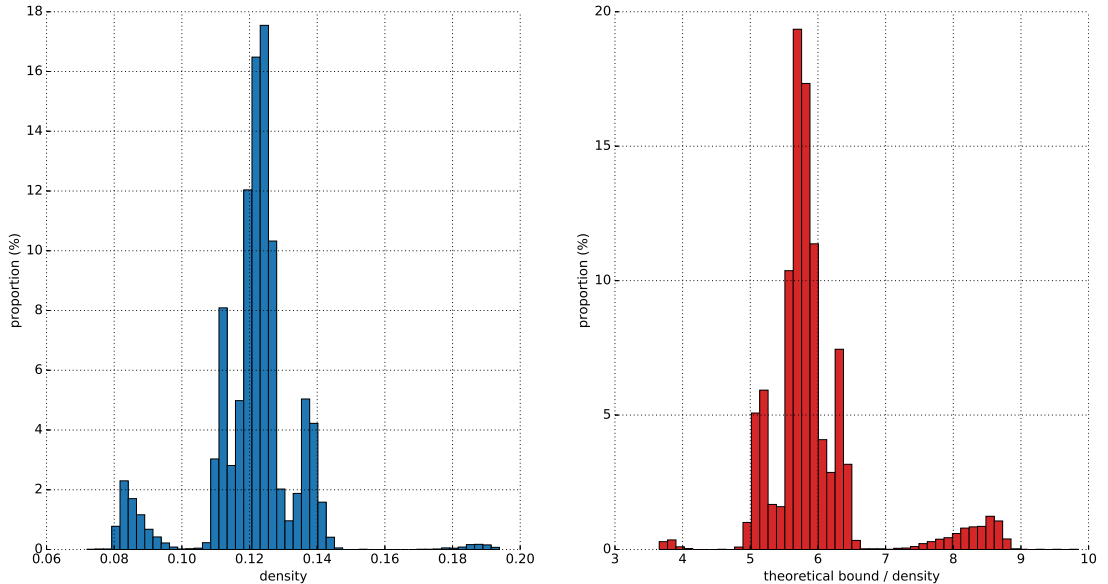 18
16
14
12
10
8
6
4
2
0
proportion (%)
0.06 0.08 0.10 0.12 0.14 0.16 0.18 0.20
density
20
15
10
5
0
proportion (%)
3 4 5 6 7 8 9 10
theoretical bound / density